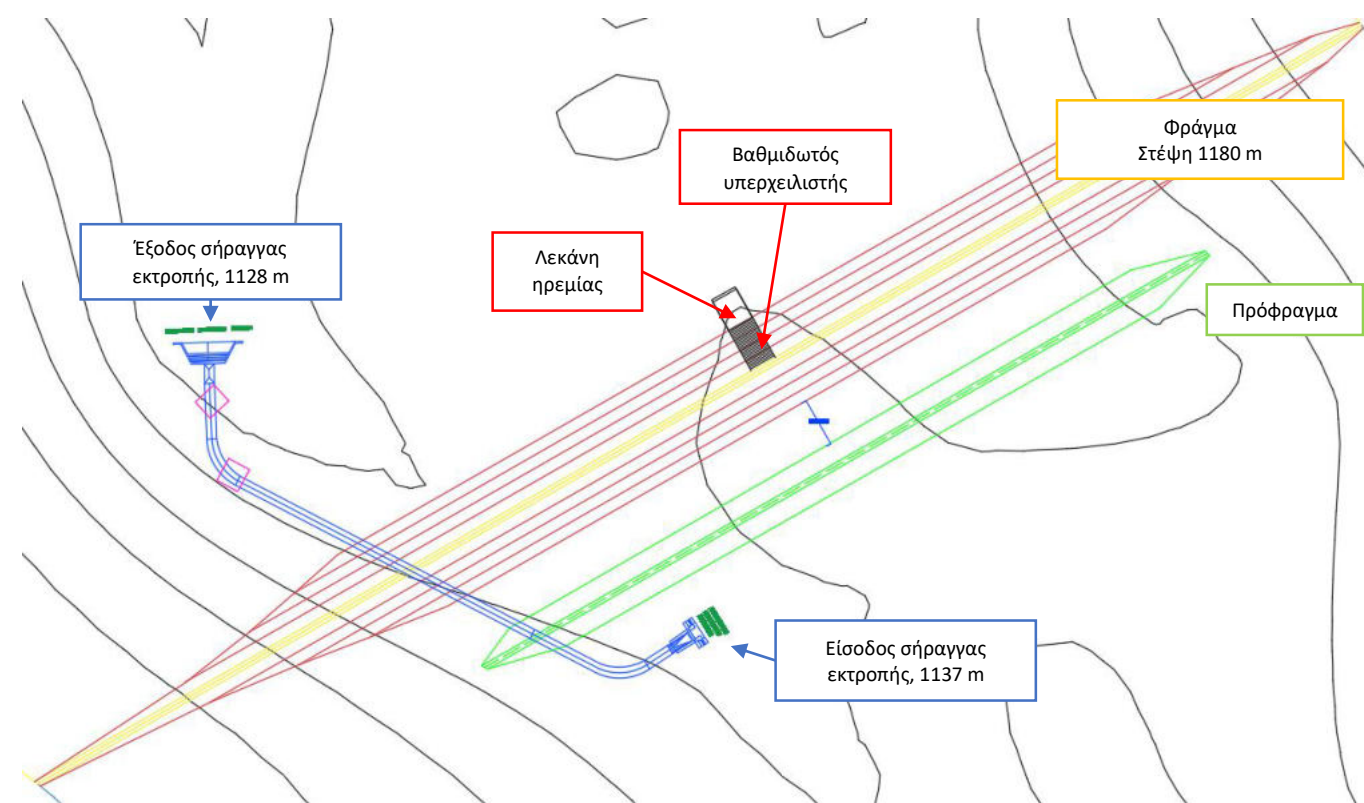 Φράγμα
Στέψη 1180 m
Βαθμιδωτός
υπερχειλιστής
Έξοδος σήραγγας
εκτροπής, 1128 m
Λεκάνη
ηρεμίας
Πρόφραγμα
Είσοδος σήραγγας
εκτροπής, 1137 m